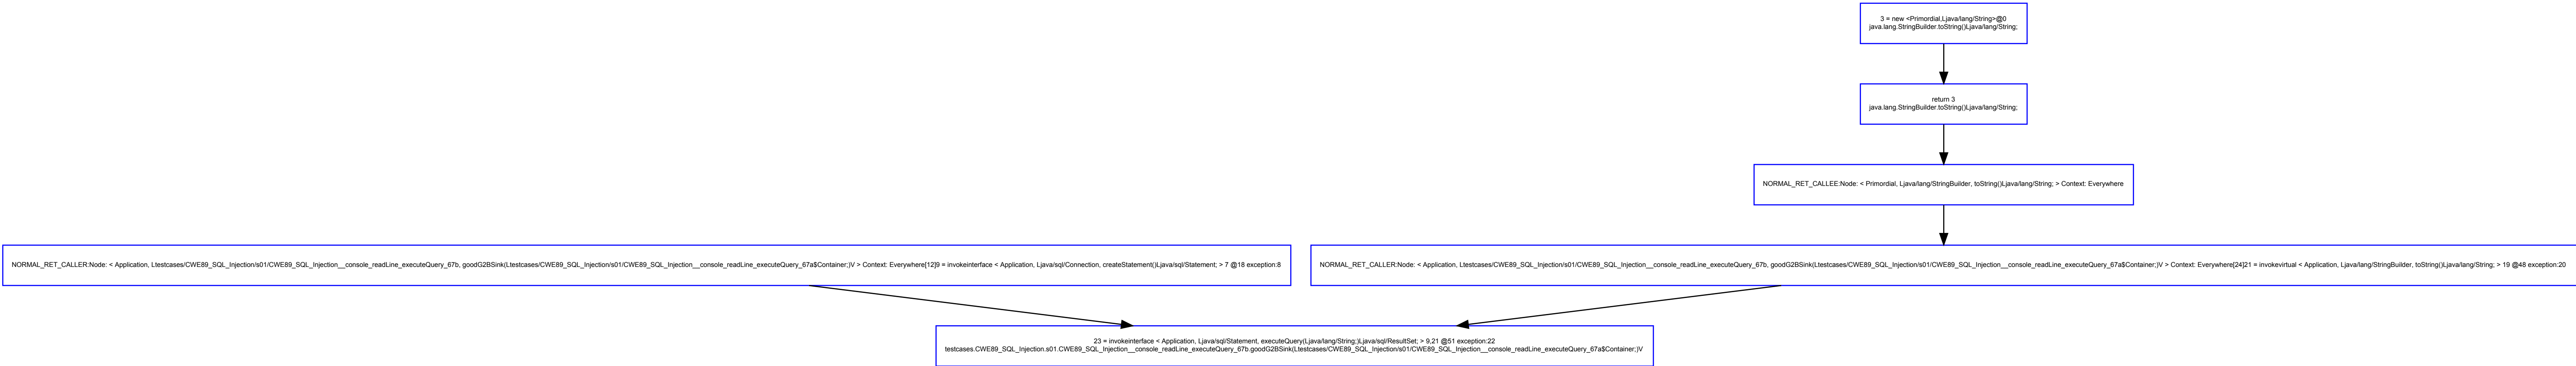 3 = new <Primordial,Ljava/lang/String>@0
java.lang.StringBuilder.toString()Ljava/lang/String;
return 3
java.lang.StringBuilder.toString()Ljava/lang/String;
NORMAL_RET_CALLEE:Node: < Primordial, Ljava/lang/StringBuilder, toString()Ljava/lang/String; > Context: Everywhere
NORMAL_RET_CALLER:Node: < Application, Ltestcases/CWE89_SQL_Injection/s01/CWE89_SQL_Injection__console_readLine_executeQuery_67b, goodG2BSink(Ltestcases/CWE89_SQL_Injection/s01/CWE89_SQL_Injection__console_readLine_executeQuery_67a$Container;)V > Context: Everywhere[12]9 = invokeinterface < Application, Ljava/sql/Connection, createStatement()Ljava/sql/Statement; > 7 @18 exception:8
NORMAL_RET_CALLER:Node: < Application, Ltestcases/CWE89_SQL_Injection/s01/CWE89_SQL_Injection__console_readLine_executeQuery_67b, goodG2BSink(Ltestcases/CWE89_SQL_Injection/s01/CWE89_SQL_Injection__console_readLine_executeQuery_67a$Container;)V > Context: Everywhere[24]21 = invokevirtual < Application, Ljava/lang/StringBuilder, toString()Ljava/lang/String; > 19 @48 exception:20
23 = invokeinterface < Application, Ljava/sql/Statement, executeQuery(Ljava/lang/String;)Ljava/sql/ResultSet; > 9,21 @51 exception:22
testcases.CWE89_SQL_Injection.s01.CWE89_SQL_Injection__console_readLine_executeQuery_67b.goodG2BSink(Ltestcases/CWE89_SQL_Injection/s01/CWE89_SQL_Injection__console_readLine_executeQuery_67a$Container;)V